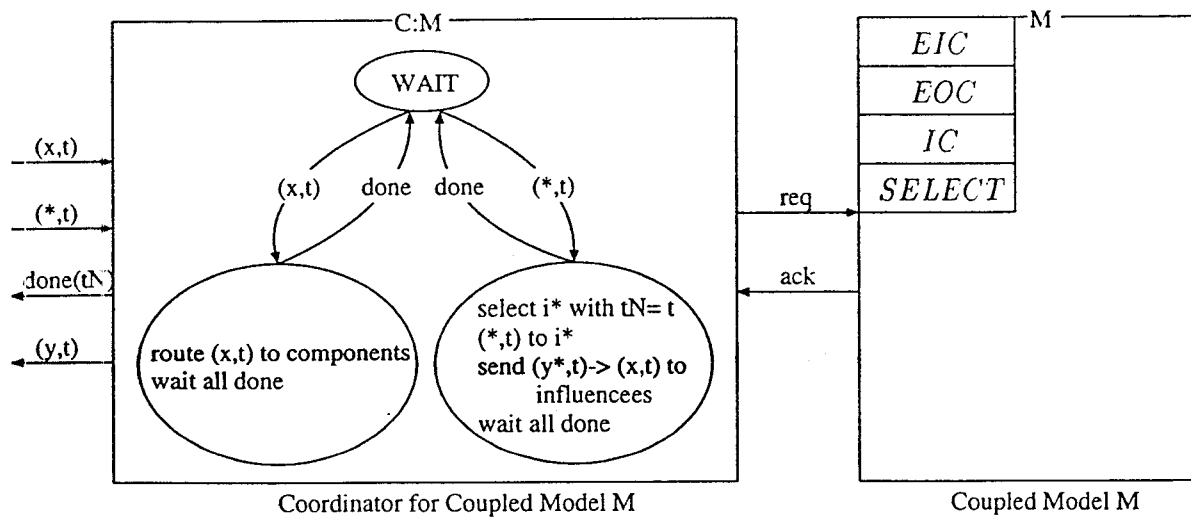 C:M
M
WAIT
EIC
EOC
IC
SELECT
(x,t)
(*,t)
done(tN)
(y,t)
(x,t)
done
done
(*,t)
req
ack
route (x,t) to components
wait all done
select i* with tN= t
(*,t) to i*
send (y*,t)-> (x,t) to
influencees
wait all done
Coordinator for Coupled Model M
Coupled Model M